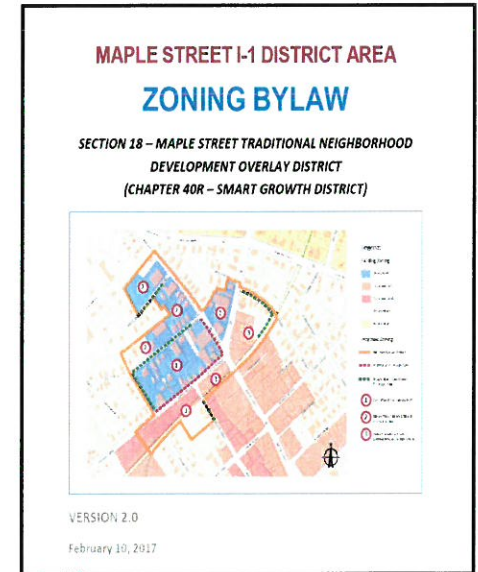 MAPLE STREET I-1 DISTRICT AREA
ZONING BYLAW
SECTION 18 – MAPLE STREET TRADITIONAL NEIGHBORHOOD
DEVELOPMENT OVERLAY DISTRICT
(CHAPTER 40R – SMART GROWTH DISTRICT)
VERSION 2.0
February 10, 2017